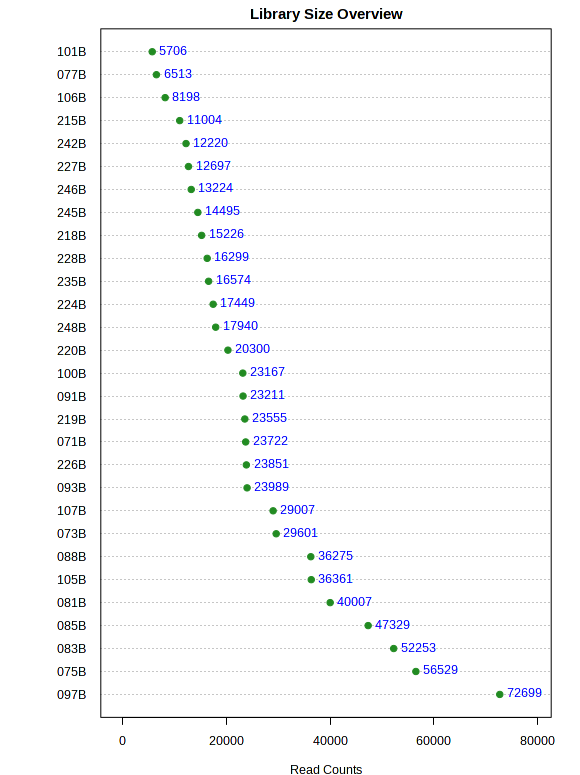 Library Size Overview
101B 5706
077B 6513
106B 8198
215B 11004
242B 12220
227B 12697
246B 13224
245B 14495
218B 15226
228B 16299
235B 16574
224B 17449
248B 17940
220B 20300
100B 23167
091B 23211
219B 23555
071B 23722
226B 23851
093B 23989
107B 29007
073B 29601
088B 36275
105B 36361
081B 40007
085B 47329
083B 52253
075B 56529
097B 72699
0 20000 40000 60000 80000
Read Counts